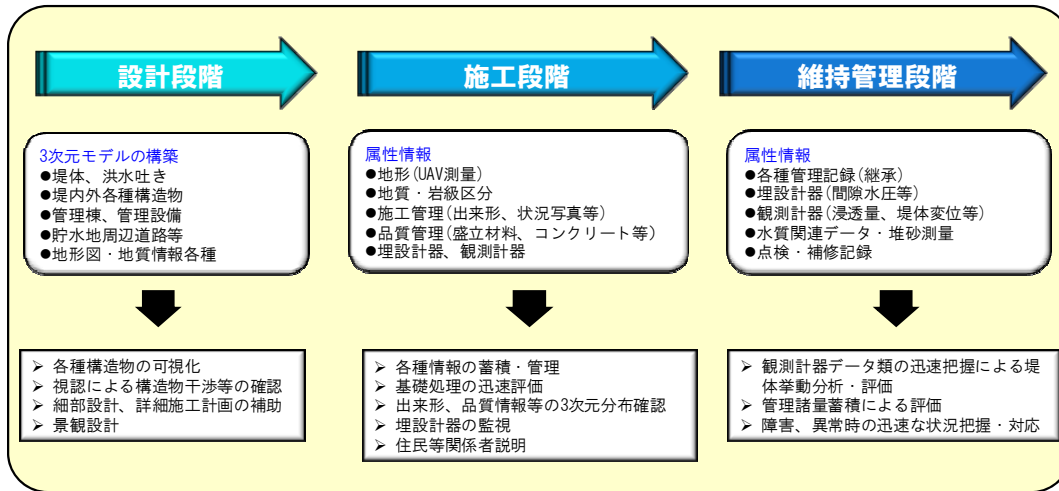 設計段階
施工段階
維持管理段階
3次元モデルの構築
●堤体、洪水吐き
●堤内外各種構造物
●管理棟、管理設備
●貯水地周辺道路等
●地形図・地質情報各種
属性情報
●地形(UAV測量)
●地質・岩級区分
●施工管理(出来形、状況写真等)
●品質管理(盛立材料、コンクリート等)
●埋設計器、観測計器
属性情報
●各種管理記録(継承)
●埋設計器(間隙水圧等)
●観測計器(浸透量、堤体変位等)
●水質関連データ・堆砂測量
●点検・補修記録
➢ 各種構造物の可視化
➢ 視認による構造物干渉等の確認
➢ 細部設計、詳細施工計画の補助
➢ 景観設計
➢ 各種情報の蓄積・管理
➢ 基礎処理の迅速評価
➢ 出来形、品質情報等の3次元分布確認
➢ 埋設計器の監視
➢ 住民等関係者説明
➢ 観測計器データ類の迅速把握による堤
体挙動分析・評価
➢ 管理諸量蓄積による評価
➢ 障害、異常時の迅速な状況把握・対応